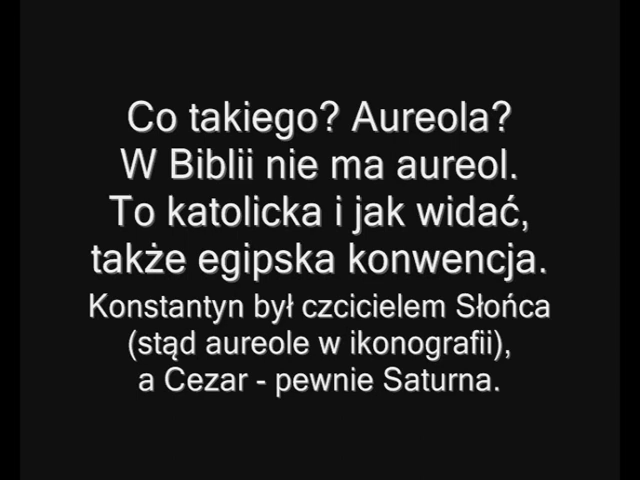 Co takiego? Aureola?
W Biblii nie ma aureol.
To katolicka i jak widać,
także egipska konwencja.
Konstantyn był czcicielem Słońca
(stąd aureole w ikonografii),
a Cezar - pewnie Saturna.